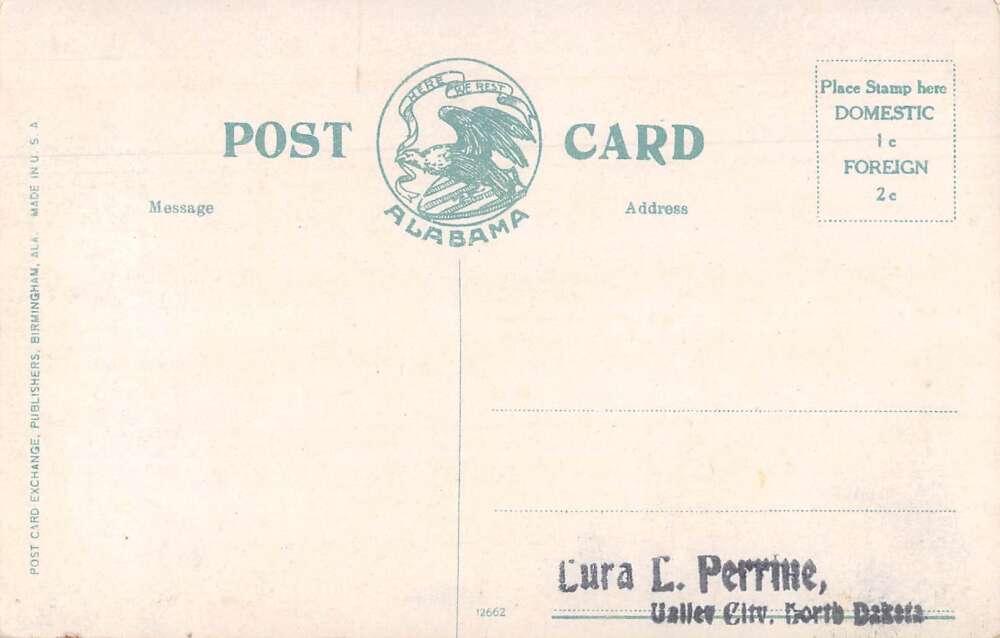 HERE WE REST
POST CARD
ALABAMA
Message
Address
Place Stamp here
DOMESTIC
1c
FOREIGN
2c
POST CARD EXCHANGE, PUBLISHERS, BIRMINGHAM, ALA. MADE IN U. S. A
12662
Cura L. Perrine,
Valley City, North Dakota